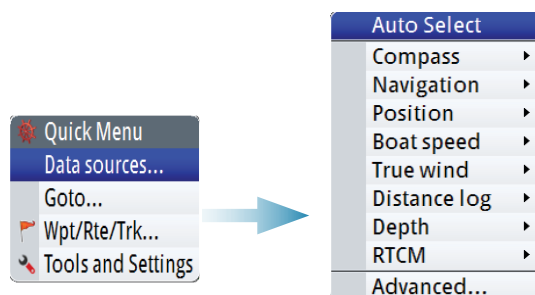 Quick Menu
Data sources...
Goto...
Wpt/Rte/Trk...
Tools and Settings
Auto Select
Compass
Navigation
Position
Boat speed
True wind
Distance log
Depth
RTCM
Advanced...